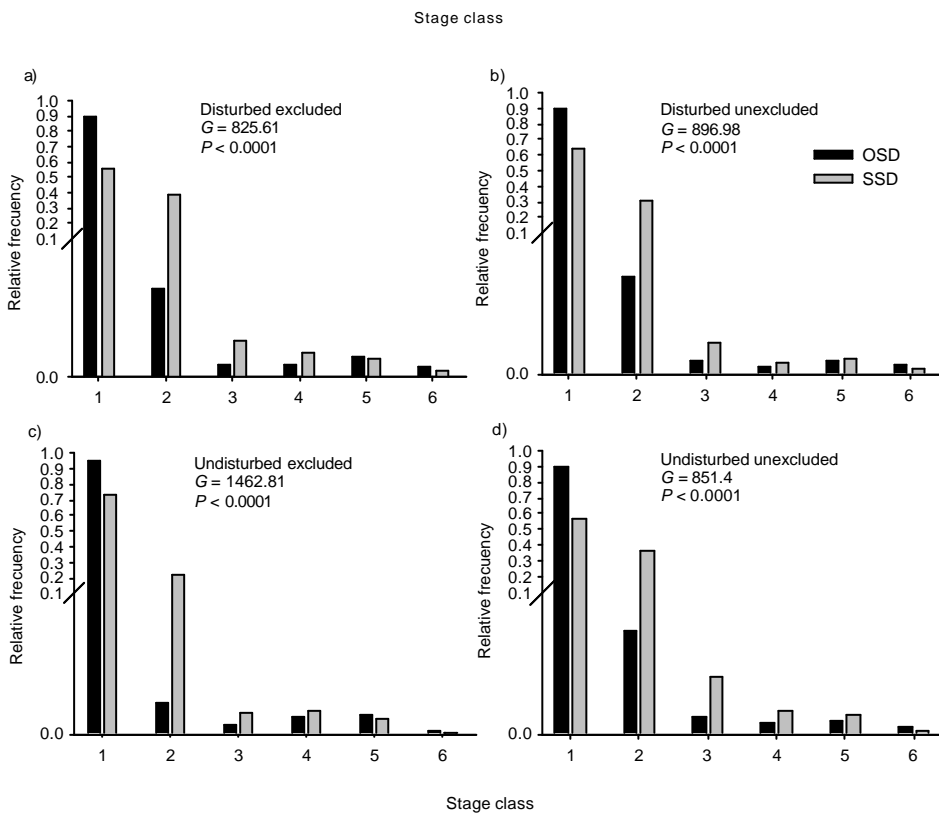 Stage class
a)
Disturbed excluded
G = 825.61
P < 0.0001
Relative frecuency
1.0
0.9
0.8
0.7
0.6
0.5
0.4
0.3
0.2
0.1
0.0
1 2 3 4 5 6
b)
Disturbed unexcluded
G = 896.98
P < 0.0001
OSD
SSD
Relative frecuency
1.0
0.9
0.8
0.7
0.6
0.5
0.4
0.3
0.2
0.1
0.0
1 2 3 4 5 6
c)
Undisturbed excluded
G = 1462.81
P < 0.0001
Relative frecuency
1.0
0.9
0.8
0.7
0.6
0.5
0.4
0.3
0.2
0.1
0.0
1 2 3 4 5 6
d)
Undisturbed unexcluded
G = 851.4
P < 0.0001
Relative frecuency
1.0
0.9
0.8
0.7
0.6
0.5
0.4
0.3
0.2
0.1
0.0
1 2 3 4 5 6
Stage class